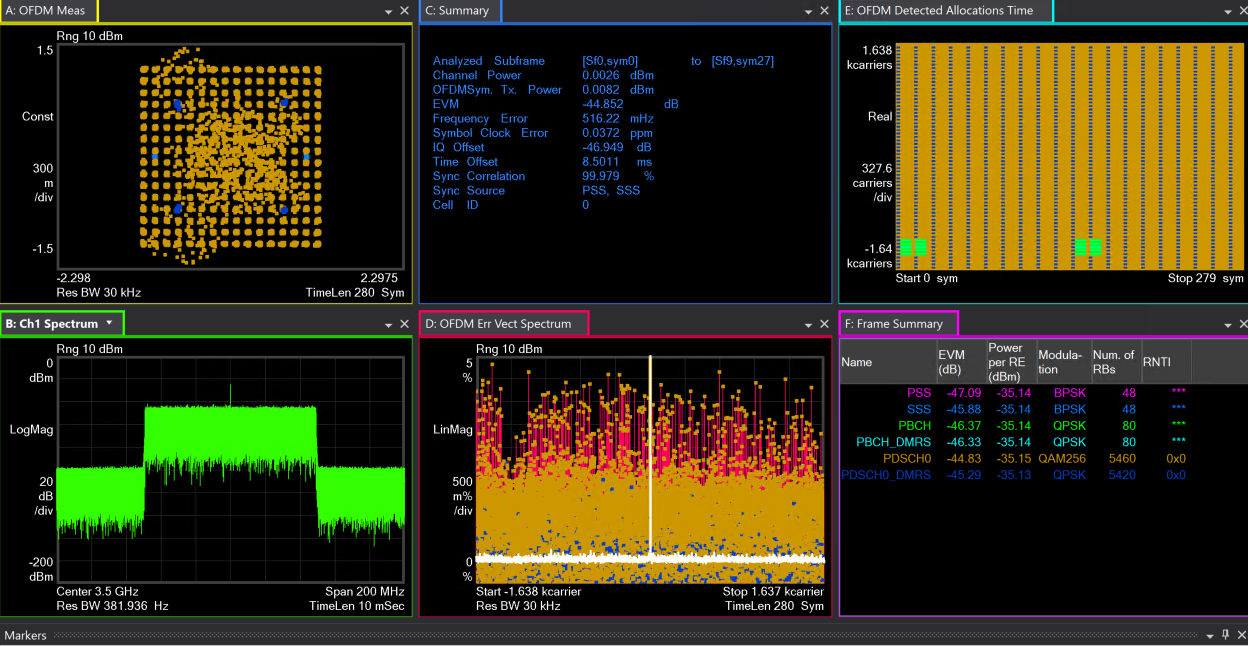 A: OFDM Meas
Rng 10 dBm
1.5
Const
300
m
/div
-1.5
-2.298 2.2975
Res BW 30 kHz TimeLen 280 Sym
C: Summary
Analyzed Subframe [Sf0,sym0] to [Sf9,sym27]
Channel Power 0.0026 dBm
OFDMSym. Tx. Power 0.0082 dBm
EVM -44.852 dB
Frequency Error 516.22 mHz
Symbol Clock Error 0.0372 ppm
IQ Offset -46.949 dB
Time Offset 8.5011 ms
Sync Correlation 99.979 %
Sync Source PSS, SSS
Cell ID 0
E: OFDM Detected Allocations Time
1.638
kcarriers
Real
327.6
carriers
/div
-1.64
kcarriers
Start 0 sym Stop 279 sym
B: Ch1 Spectrum
Rng 10 dBm
0
dBm
LogMag
20
dB
/div
-200
dBm
Center 3.5 GHz Span 200 MHz
Res BW 381.936 Hz TimeLen 10 mSec
D: OFDM Err Vect Spectrum
Rng 10 dBm
5
%
LinMag
500
m%
/div
0
%
Start -1.638 kcarrier Stop 1.637 kcarrier
Res BW 30 kHz TimeLen 280 Sym
F: Frame Summary
Name EVM (dB) Power per RE (dBm) Modula-tion Num. of RBs RNTI
PSS -47.09 -35.14 BPSK 48 ***
SSS -45.88 -35.14 BPSK 48 ***
PBCH -46.37 -35.14 QPSK 80 ***
PBCH_DMRS -46.33 -35.14 QPSK 80 ***
PDSCH0 -44.83 -35.15 QAM256 5460 0x0
PDSCH0_DMRS -45.29 -35.13 QPSK 5420 0x0
Markers